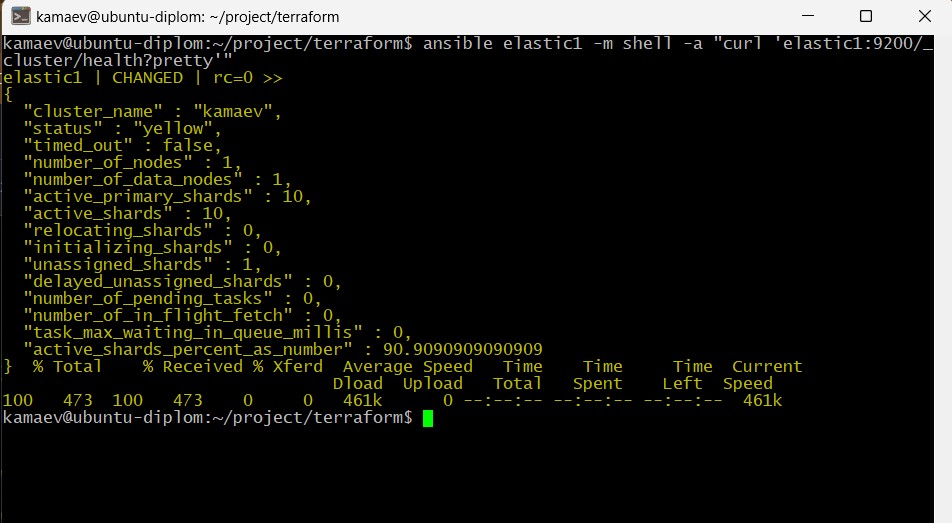 kamaev@ubuntu-diplom: ~/project/terraform
kamaev@ubuntu-diplom:~/project/terraform$ ansible elastic1 -m shell -a "curl 'elastic1:9200/_
cluster/health?pretty'"
elastic1 | CHANGED | rc=0 >>
{
  "cluster_name" : "kamaev",
  "status" : "yellow",
  "timed_out" : false,
  "number_of_nodes" : 1,
  "number_of_data_nodes" : 1,
  "active_primary_shards" : 10,
  "active_shards" : 10,
  "relocating_shards" : 0,
  "initializing_shards" : 0,
  "unassigned_shards" : 1,
  "delayed_unassigned_shards" : 0,
  "number_of_pending_tasks" : 0,
  "number_of_in_flight_fetch" : 0,
  "task_max_waiting_in_queue_millis" : 0,
  "active_shards_percent_as_number" : 90.9090909090909
}  % Total    % Received % Xferd  Average Speed   Time    Time     Time  Current
                                 Dload  Upload   Total   Spent    Left  Speed
100   473  100   473    0     0   461k      0 --:--:-- --:--:-- --:--:--  461k
kamaev@ubuntu-diplom:~/project/terraform$